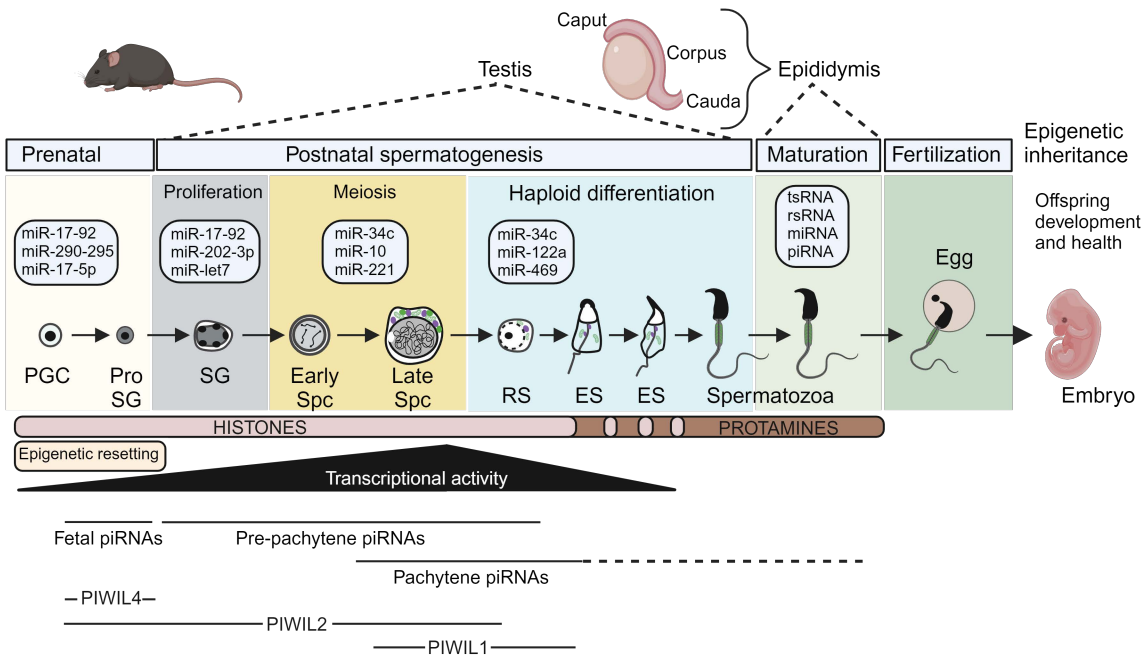 Caput
Corpus
Cauda
Testis
Epididymis
Prenatal
Postnatal spermatogenesis
Maturation
Fertilization
Epigenetic
inheritance
Proliferation
Meiosis
Haploid differentiation
Offspring
development
and health
miR-17-92
miR-290-295
miR-17-5p
miR-17-92
miR-202-3p
miR-let7
miR-34c
miR-10
miR-221
miR-34c
miR-122a
miR-469
tsRNA
rsRNA
miRNA
piRNA
Egg
PGC
Pro
SG
SG
Early
Spc
Late
Spc
RS
ES
ES
Spermatozoa
Embryo
HISTONES
PROTAMINES
Epigenetic resetting
Transcriptional activity
Fetal piRNAs
Pre-pachytene piRNAs
Pachytene piRNAs
PIWIL4
PIWIL2
PIWIL1